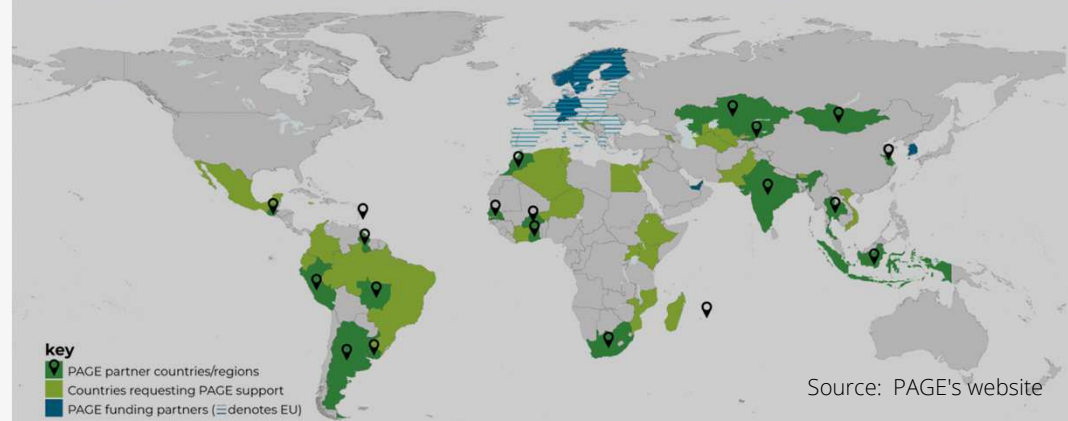 key
PAGE partner countries/regions
Countries requesting PAGE support
PAGE funding partners (☰denotes EU)
Source: PAGE's website